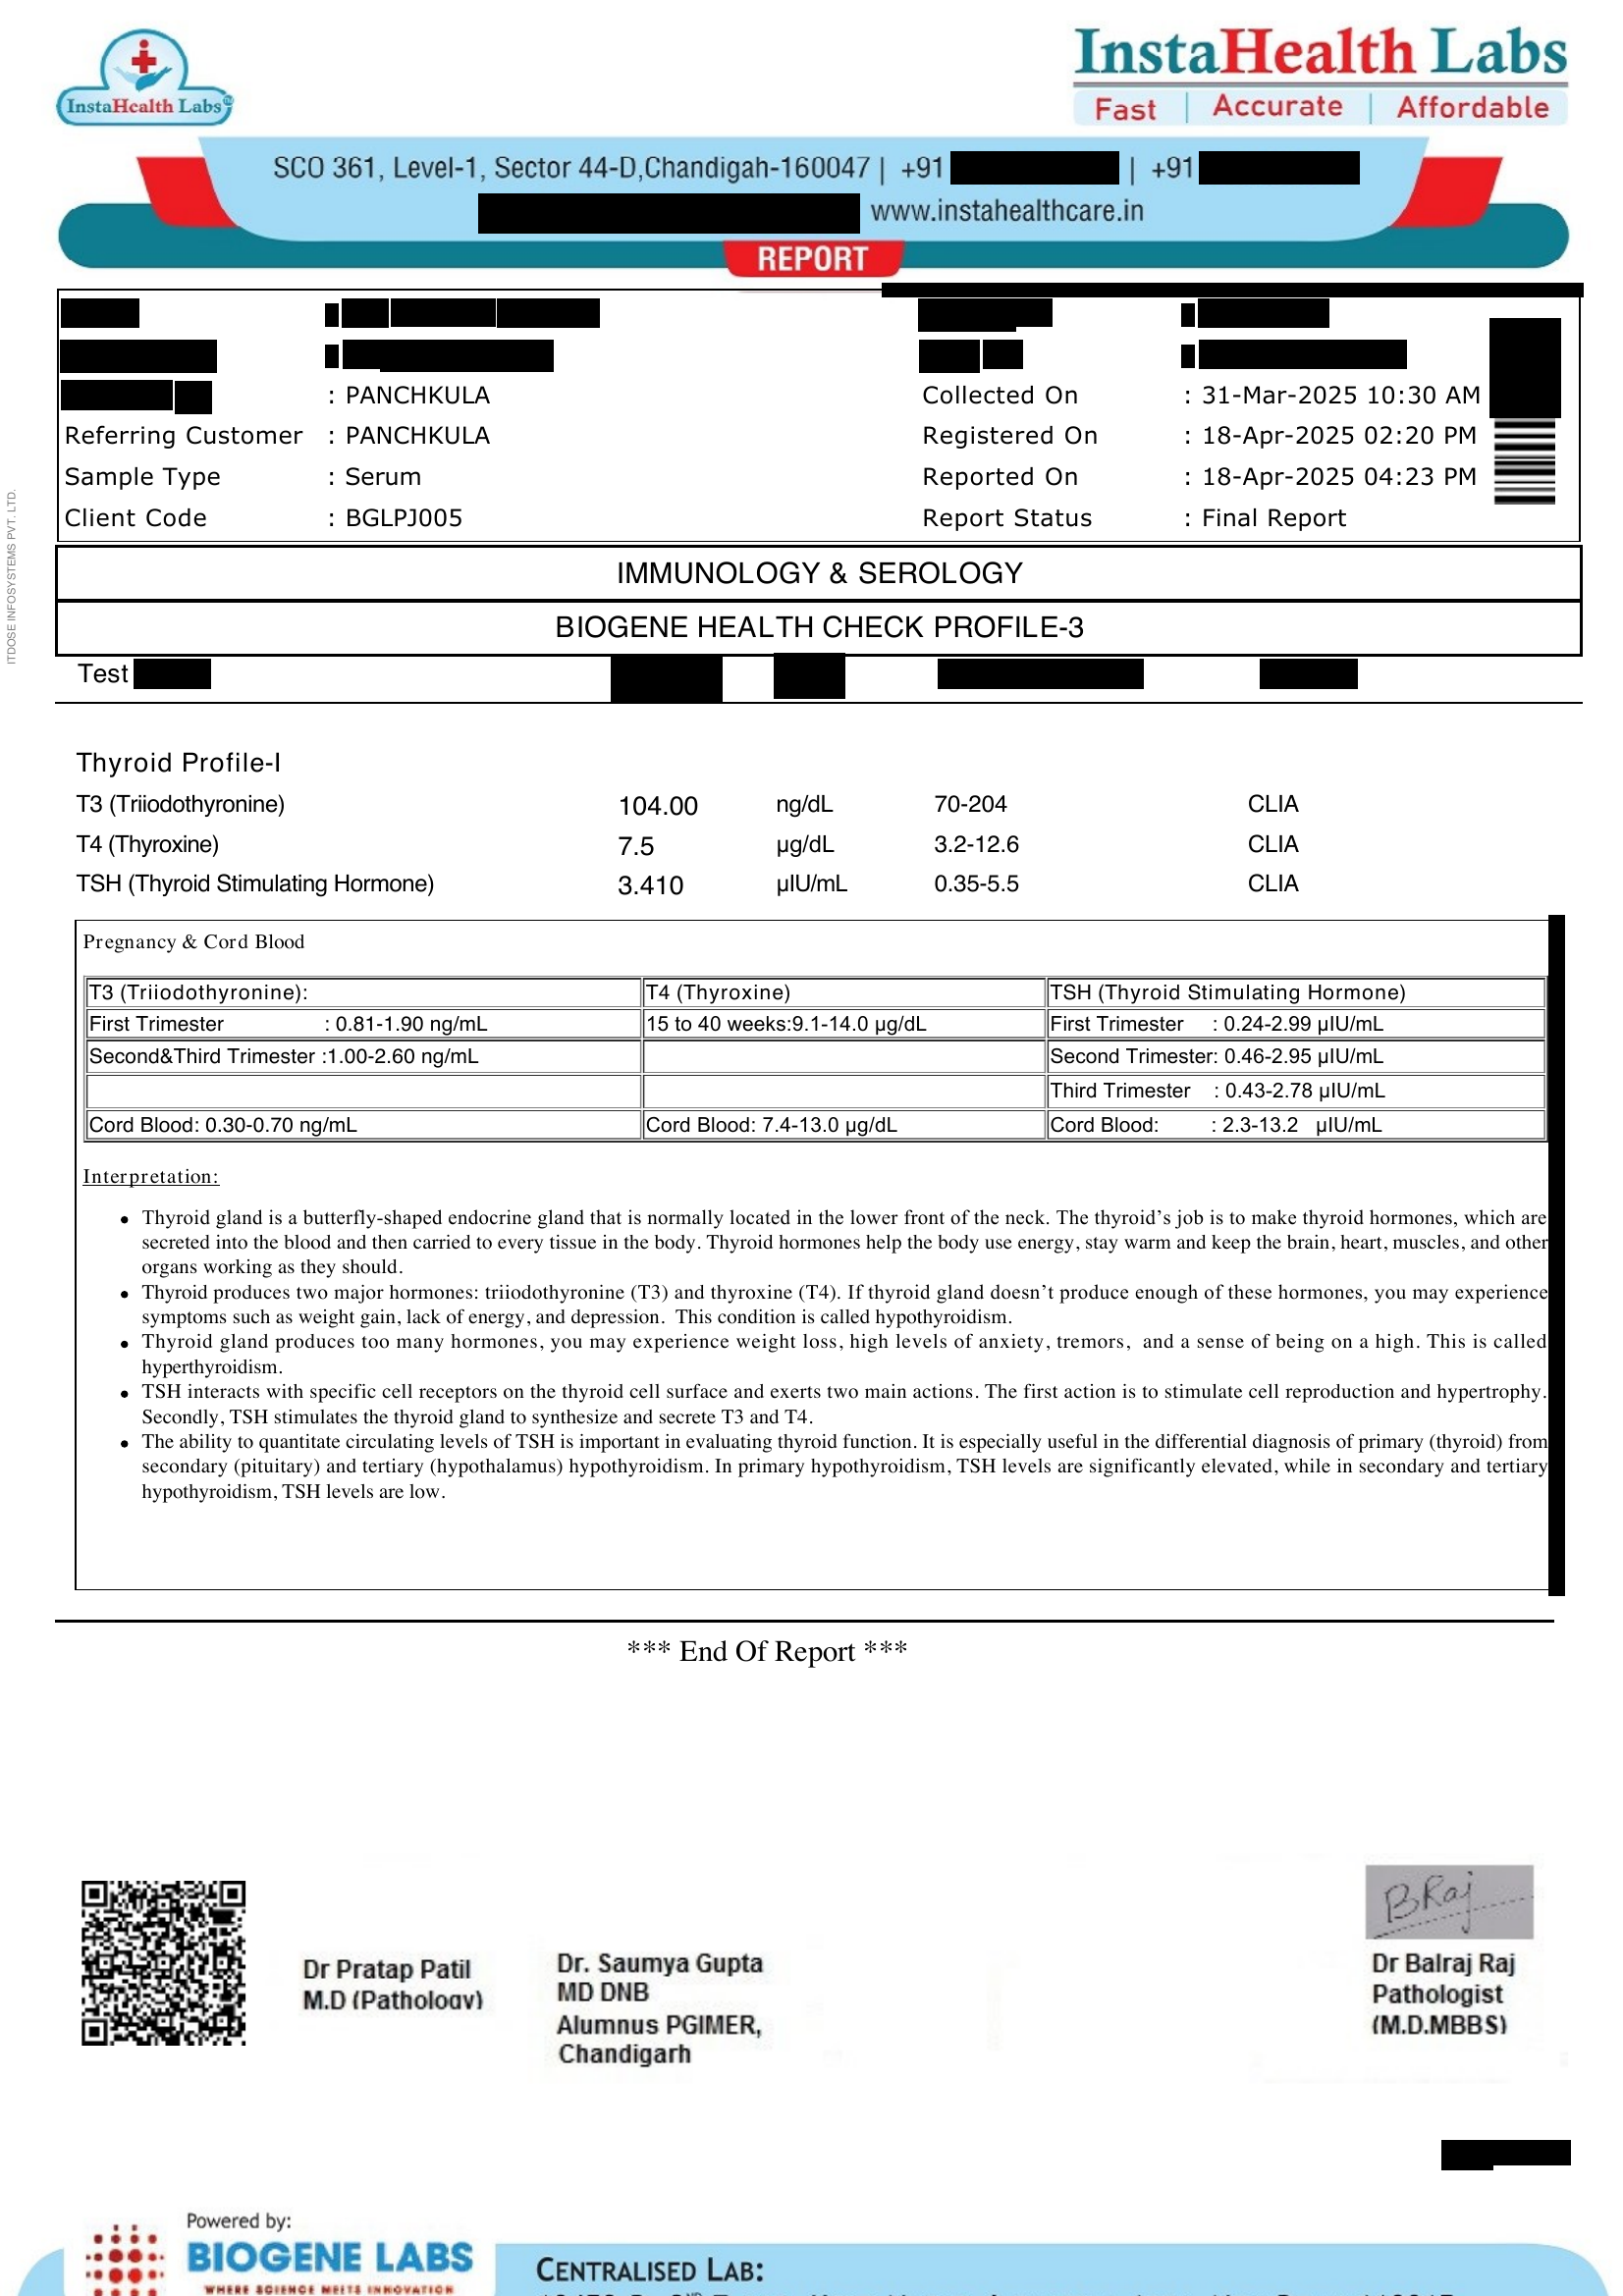 InstaHealth Labs
InstaHealth Labs
Fast | Accurate | Affordable
SCO 361, Level-1, Sector 44-D,Chandigah-160047 | +91 | +91
www.instahealthcare.in
REPORT
: PANCHKULA Collected On : 31-Mar-2025 10:30 AM
Referring Customer : PANCHKULA Registered On : 18-Apr-2025 02:20 PM
Sample Type : Serum Reported On : 18-Apr-2025 04:23 PM
Client Code : BGLPJ005 Report Status : Final Report
ITDOSE INFOSYSTEMS PVT. LTD.
IMMUNOLOGY & SEROLOGY
BIOGENE HEALTH CHECK PROFILE-3
Test
Thyroid Profile-I
T3 (Triiodothyronine) 104.00 ng/dL 70-204 CLIA
T4 (Thyroxine) 7.5 µg/dL 3.2-12.6 CLIA
TSH (Thyroid Stimulating Hormone) 3.410 µIU/mL 0.35-5.5 CLIA
Pregnancy & Cord Blood
T3 (Triiodothyronine): T4 (Thyroxine) TSH (Thyroid Stimulating Hormone)
First Trimester : 0.81-1.90 ng/mL 15 to 40 weeks:9.1-14.0 µg/dL First Trimester : 0.24-2.99 µIU/mL
Second&Third Trimester :1.00-2.60 ng/mL Second Trimester: 0.46-2.95 µIU/mL
Third Trimester : 0.43-2.78 µIU/mL
Cord Blood: 0.30-0.70 ng/mL Cord Blood: 7.4-13.0 µg/dL Cord Blood: : 2.3-13.2 µIU/mL
Interpretation:
• Thyroid gland is a butterfly-shaped endocrine gland that is normally located in the lower front of the neck. The thyroid’s job is to make thyroid hormones, which are
secreted into the blood and then carried to every tissue in the body. Thyroid hormones help the body use energy, stay warm and keep the brain, heart, muscles, and other
organs working as they should.
• Thyroid produces two major hormones: triiodothyronine (T3) and thyroxine (T4). If thyroid gland doesn’t produce enough of these hormones, you may experience
symptoms such as weight gain, lack of energy, and depression. This condition is called hypothyroidism.
• Thyroid gland produces too many hormones, you may experience weight loss, high levels of anxiety, tremors, and a sense of being on a high. This is called
hyperthyroidism.
• TSH interacts with specific cell receptors on the thyroid cell surface and exerts two main actions. The first action is to stimulate cell reproduction and hypertrophy.
Secondly, TSH stimulates the thyroid gland to synthesize and secrete T3 and T4.
• The ability to quantitate circulating levels of TSH is important in evaluating thyroid function. It is especially useful in the differential diagnosis of primary (thyroid) from
secondary (pituitary) and tertiary (hypothalamus) hypothyroidism. In primary hypothyroidism, TSH levels are significantly elevated, while in secondary and tertiary
hypothyroidism, TSH levels are low.
*** End Of Report ***
BRaj
Dr Pratap Patil
M.D (Pathology)
Dr. Saumya Gupta
MD DNB
Alumnus PGIMER,
Chandigarh
Dr Balraj Raj
Pathologist
(M.D.MBBS)
Powered by:
BIOGENE LABS
WHERE SCIENCE MEETS INNOVATION
CENTRALISED LAB: